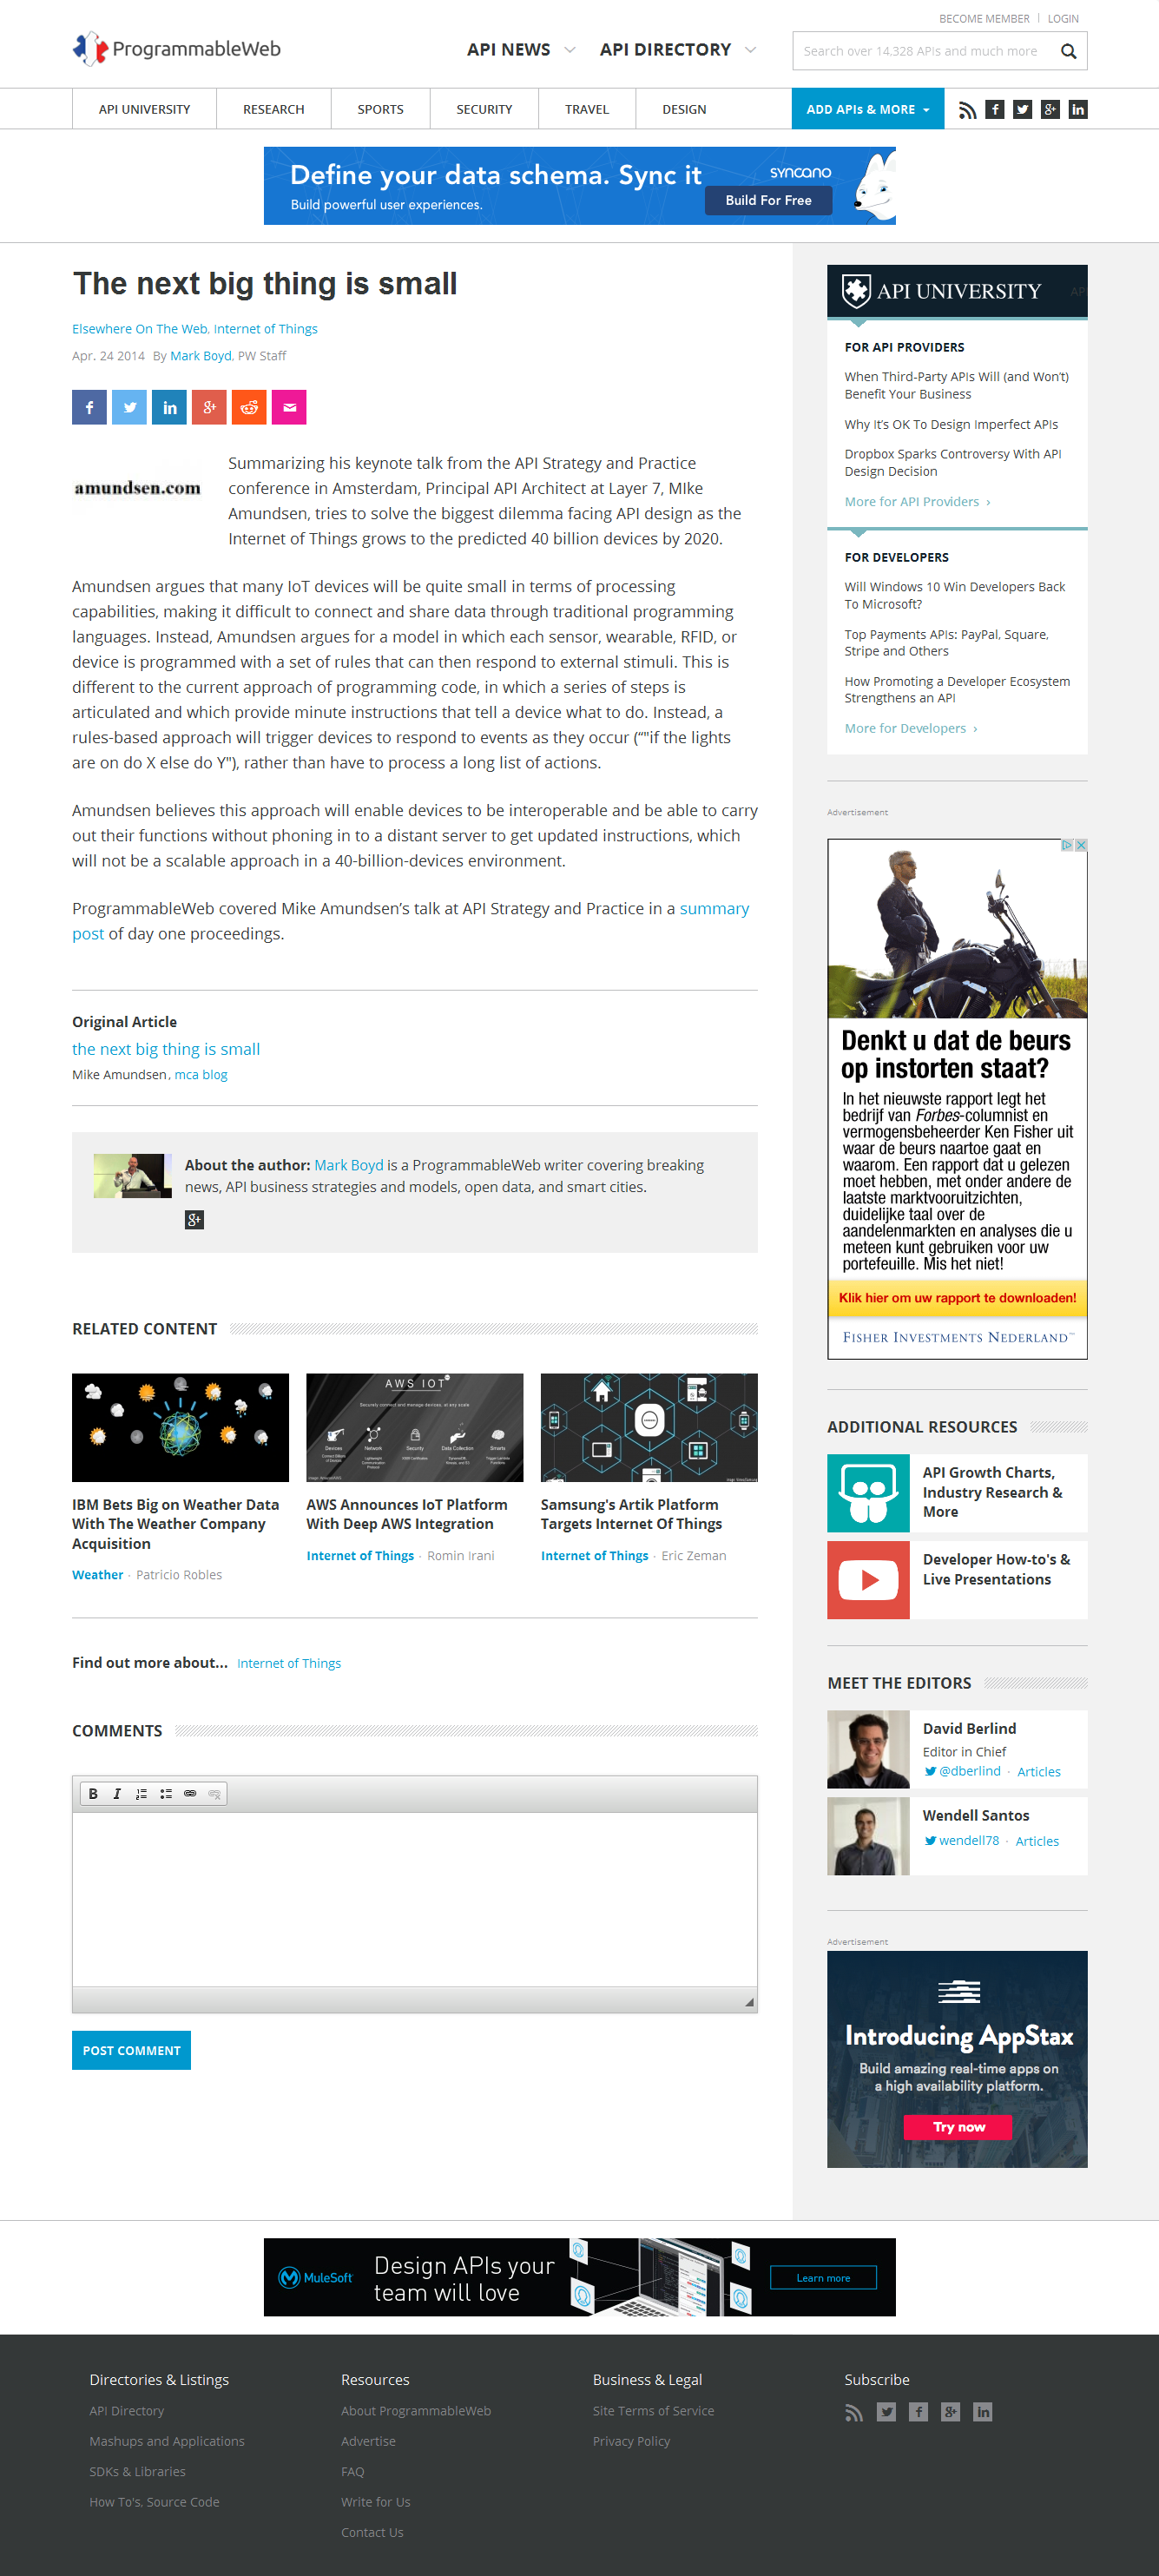 BECOME MEMBER | LOGIN
ProgrammableWeb
API NEWS
API DIRECTORY
Search over 14,328 APIs and much more
API UNIVERSITY
RESEARCH
SPORTS
SECURITY
TRAVEL
DESIGN
ADD APIs & MORE
Define your data schema. Sync it
Build powerful user experiences.
syncano
Build For Free
The next big thing is small
Elsewhere On The Web, Internet of Things
Apr. 24 2014 By Mark Boyd, PW Staff
amundsen.com
Summarizing his keynote talk from the API Strategy and Practice
conference in Amsterdam, Principal API Architect at Layer 7, MIke
Amundsen, tries to solve the biggest dilemma facing API design as the
Internet of Things grows to the predicted 40 billion devices by 2020.
Amundsen argues that many IoT devices will be quite small in terms of processing
capabilities, making it difficult to connect and share data through traditional programming
languages. Instead, Amundsen argues for a model in which each sensor, wearable, RFID, or
device is programmed with a set of rules that can then respond to external stimuli. This is
different to the current approach of programming code, in which a series of steps is
articulated and which provide minute instructions that tell a device what to do. Instead, a
rules-based approach will trigger devices to respond to events as they occur (“"if the lights
are on do X else do Y"), rather than have to process a long list of actions.
Amundsen believes this approach will enable devices to be interoperable and be able to carry
out their functions without phoning in to a distant server to get updated instructions, which
will not be a scalable approach in a 40-billion-devices environment.
ProgrammableWeb covered Mike Amundsen’s talk at API Strategy and Practice in a summary
post of day one proceedings.
Original Article
the next big thing is small
Mike Amundsen, mca blog
About the author: Mark Boyd is a ProgrammableWeb writer covering breaking
news, API business strategies and models, open data, and smart cities.
RELATED CONTENT
AWS IOT
Securely connect and manage devices, at any scale
Devices
Network
Security
Data Collection
Smarts
IBM Bets Big on Weather Data
With The Weather Company
Acquisition
Weather - Patricio Robles
AWS Announces IoT Platform
With Deep AWS Integration
Internet of Things - Romin Irani
Samsung's Artik Platform
Targets Internet Of Things
Internet of Things - Eric Zeman
Find out more about... Internet of Things
COMMENTS
B I
POST COMMENT
API UNIVERSITY
AP
FOR API PROVIDERS
When Third-Party APIs Will (and Won’t)
Benefit Your Business
Why It’s OK To Design Imperfect APIs
Dropbox Sparks Controversy With API
Design Decision
More for API Providers ›
FOR DEVELOPERS
Will Windows 10 Win Developers Back
To Microsoft?
Top Payments APIs: PayPal, Square,
Stripe and Others
How Promoting a Developer Ecosystem
Strengthens an API
More for Developers ›
Advertisement
Denkt u dat de beurs
op instorten staat?
In het nieuwste rapport legt het
bedrijf van Forbes-columnist en
vermogensbeheerder Ken Fisher uit
waar de beurs naartoe gaat en
waarom. Een rapport dat u gelezen
moet hebben, met onder andere de
laatste marktvooruitzichten,
duidelijke taal over de
aandelenmarkten en analyses die u
meteen kunt gebruiken voor uw
portefeuille. Mis het niet!
Klik hier om uw rapport te downloaden!
FISHER INVESTMENTS NEDERLAND™
ADDITIONAL RESOURCES
API Growth Charts,
Industry Research &
More
Developer How-to's &
Live Presentations
MEET THE EDITORS
David Berlind
Editor in Chief
@dberlind - Articles
Wendell Santos
wendell78 - Articles
Advertisement
Introducing AppStax
Build amazing real-time apps on
a high availability platform.
Try now
MuleSoft
Design APIs your
team will love
Learn more
Directories & Listings
API Directory
Mashups and Applications
SDKs & Libraries
How To's, Source Code
Resources
About ProgrammableWeb
Advertise
FAQ
Write for Us
Contact Us
Business & Legal
Site Terms of Service
Privacy Policy
Subscribe